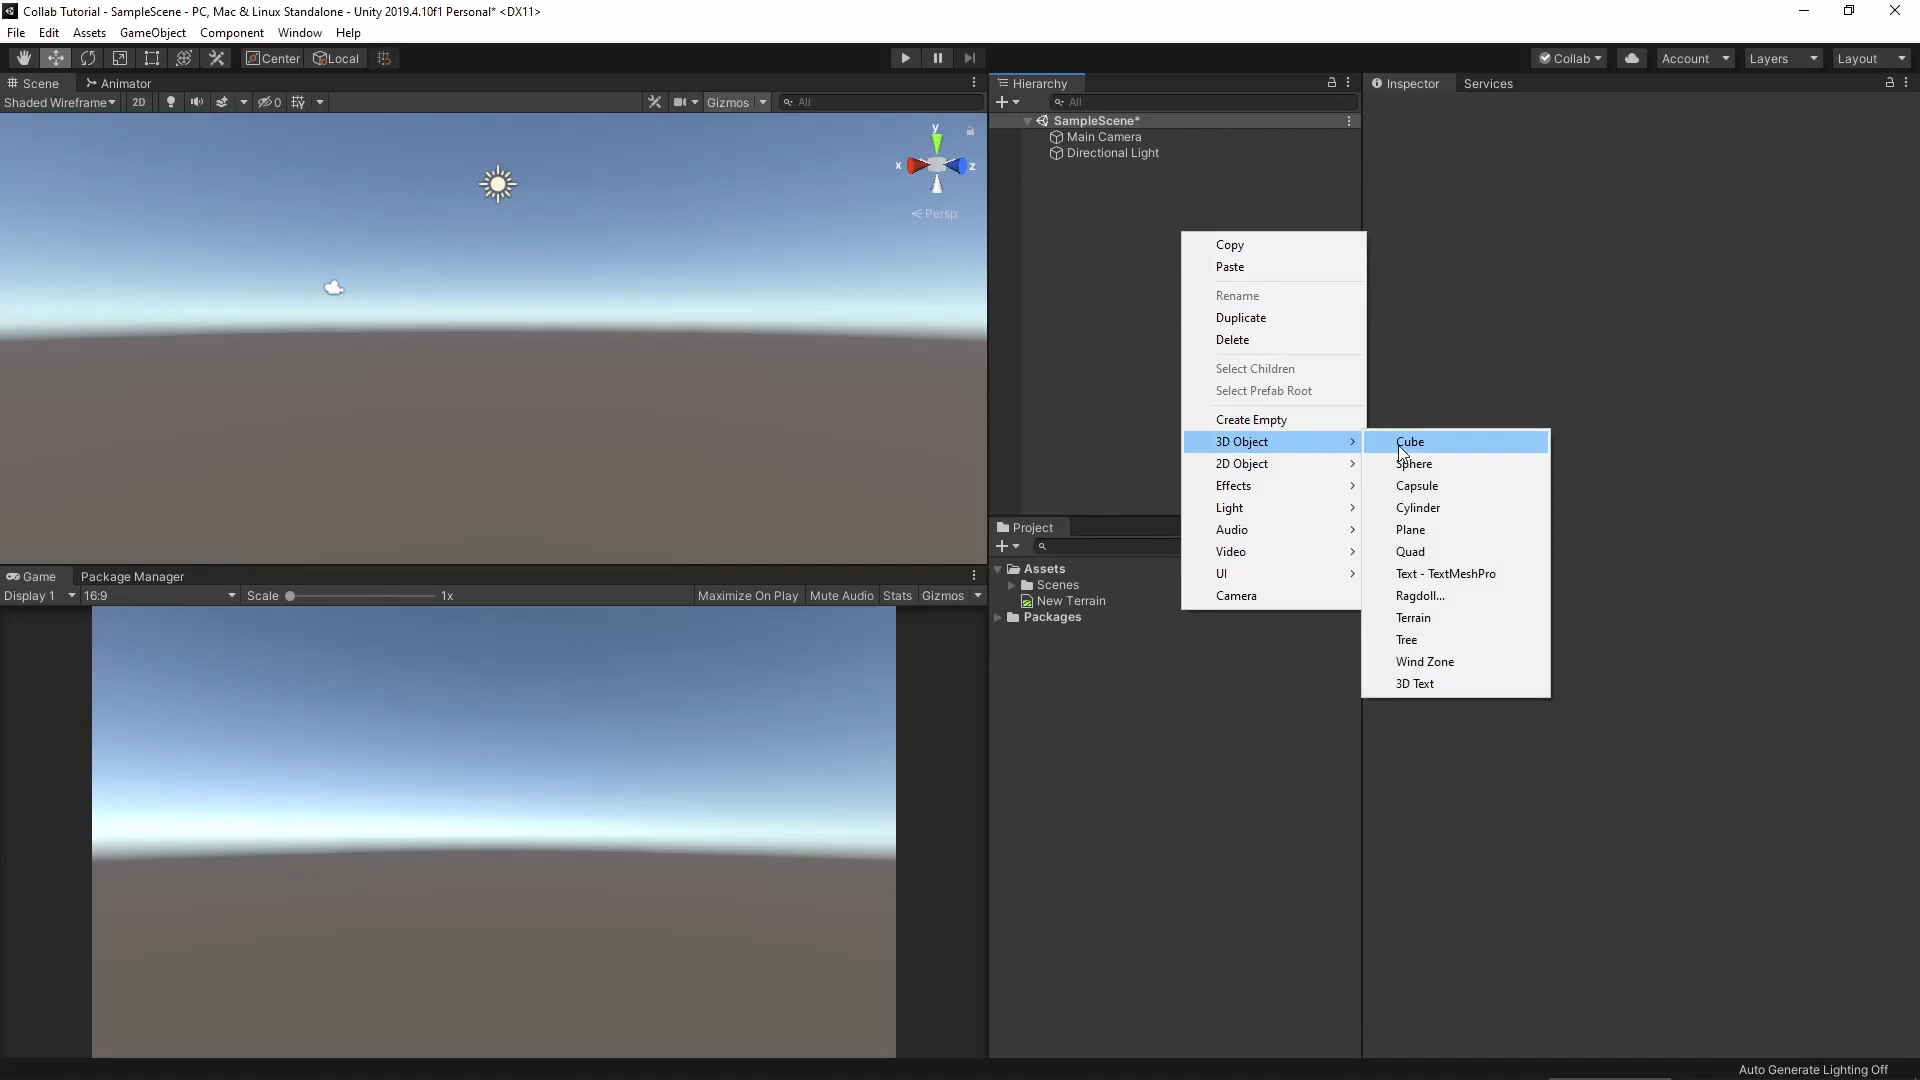 Collab Tutorial - SampleScene - PC, Mac & Linux Standalone - Unity 2019.4.10f1 Personal* <DX11>
File Edit Assets GameObject Component Window Help
Center Local Collab Account Layers Layout
Scene Animator
Shaded Wireframe 2D 0 Gizmos All
y
x z
Persp
Hierarchy
All
SampleScene*
Main Camera
Directional Light
Inspector Services
Copy
Paste
Rename
Duplicate
Delete
Select Children
Select Prefab Root
Create Empty
3D Object
2D Object
Effects
Light
Audio
Video
UI
Camera
Cube
Sphere
Capsule
Cylinder
Plane
Quad
Text - TextMeshPro
Ragdoll...
Terrain
Tree
Wind Zone
3D Text
Project
Assets
Scenes
New Terrain
Packages
Game Package Manager
Display 1 16:9 Scale 1x Maximize On Play Mute Audio Stats Gizmos
Auto Generate Lighting Off